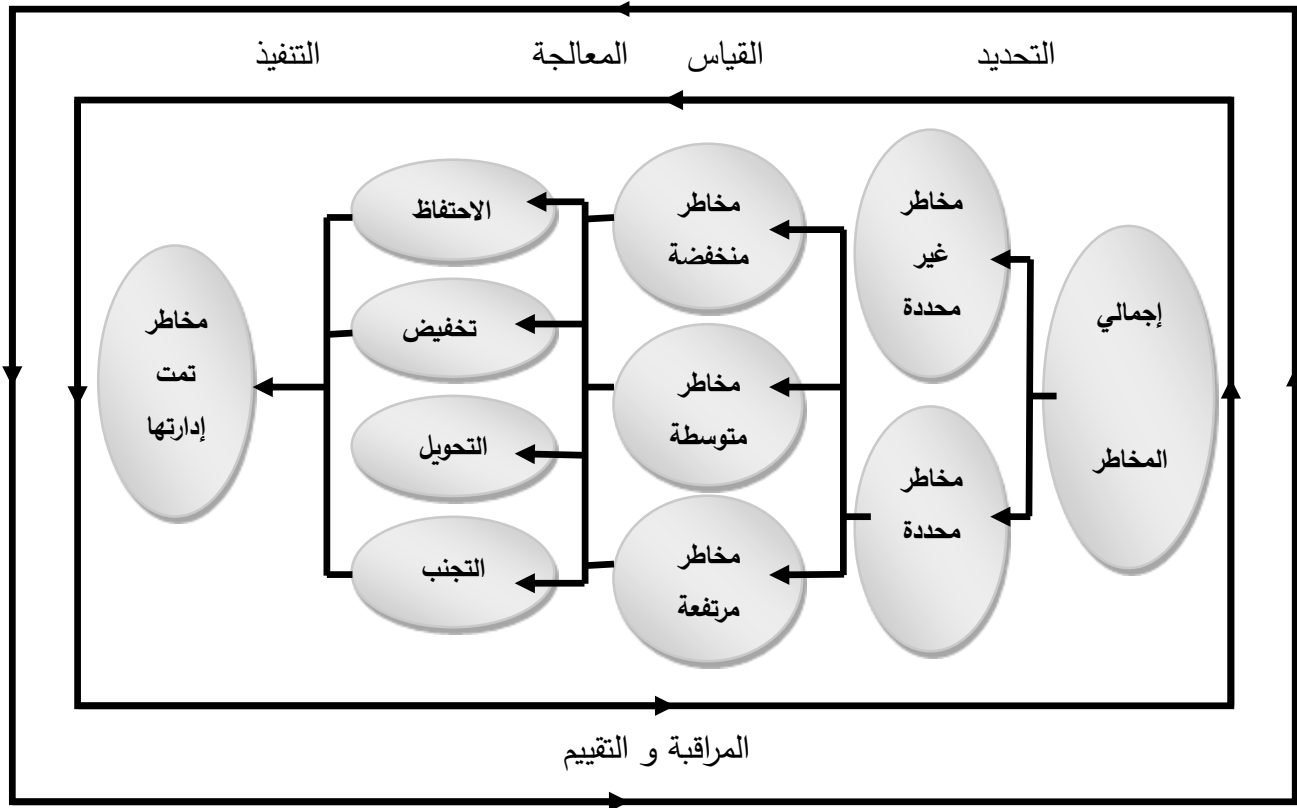 التحديد
القياس
المعالجة
التنفيذ
إجمالي
المخاطر
مخاطر
غير
محددة
مخاطر
محددة
مخاطر
منخفضة
مخاطر
متوسطة
مخاطر
مرتفعة
الاحتفاظ
تخفيض
التحويل
التجنب
مخاطر
تمت
إدارتها
المراقبة و التقييم